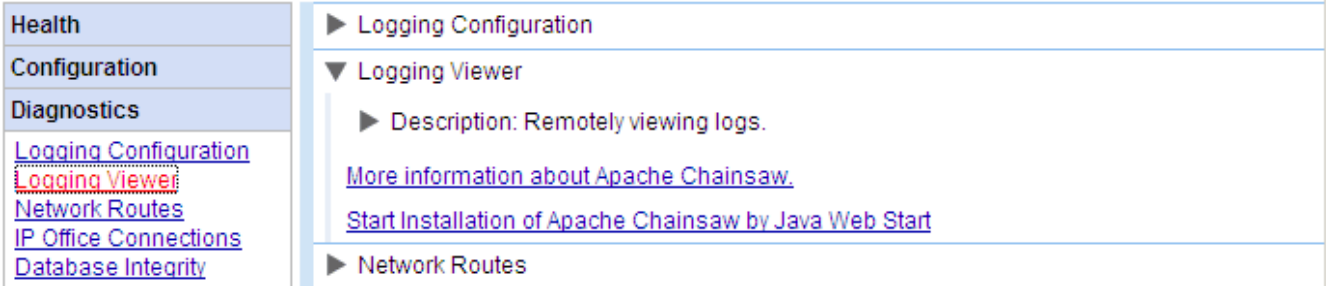 Health
Configuration
Diagnostics
Logging Configuration
Logging Viewer
Network Routes
IP Office Connections
Database Integrity
Logging Configuration
Logging Viewer
Description: Remotely viewing logs.
More information about Apache Chainsaw.
Start Installation of Apache Chainsaw by Java Web Start
Network Routes